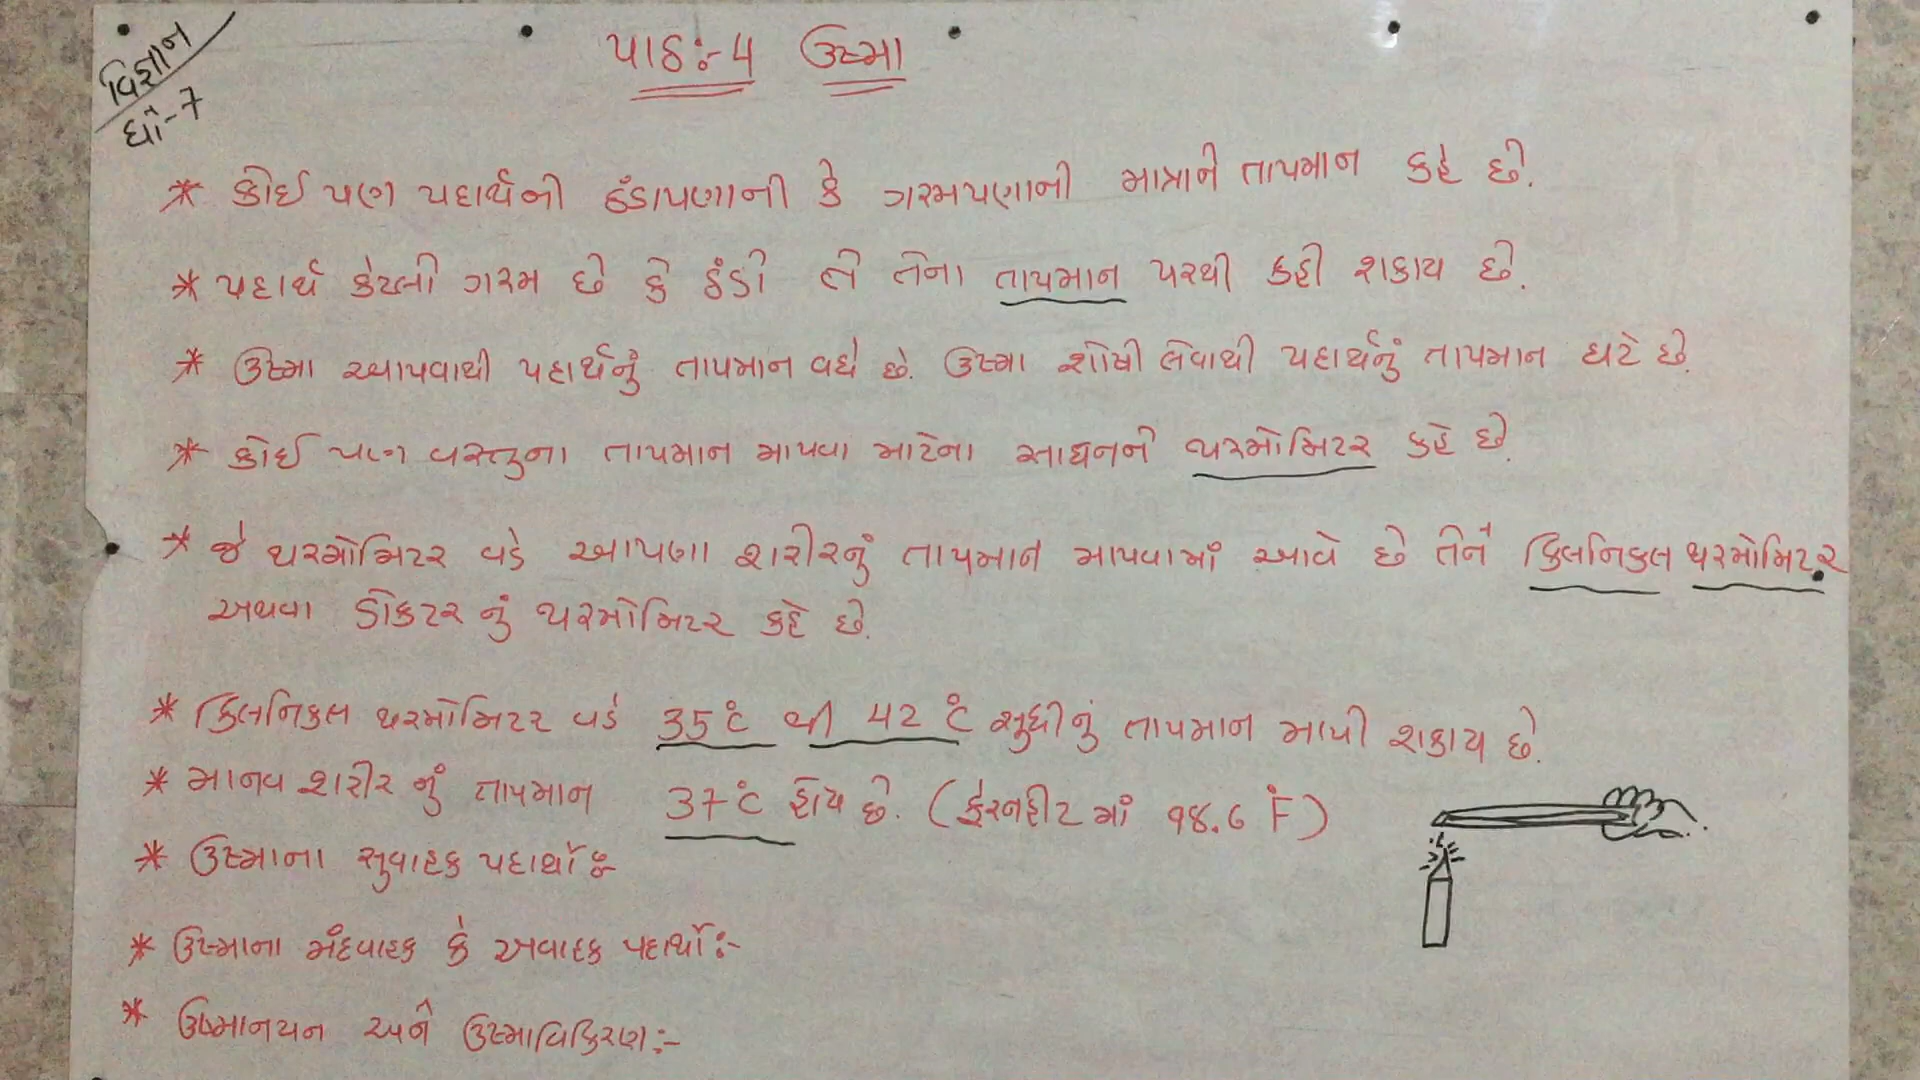 વિજ્ઞાન
ધો-7
પાઠ:-4 ઉષ્મા
* કોઈ પણ પદાર્થની ઠંડાપણાની કે ગરમપણાની માત્રાને તાપમાન કહે છે.
* પદાર્થ કેટલી ગરમ છે કે ઠંડી તે તેના તાપમાન પરથી કહી શકાય છે.
* ઉષ્મા આપવાથી પદાર્થનું તાપમાન વધે છે. ઉષ્મા શોષી લેવાથી પદાર્થનું તાપમાન ઘટે છે.
* કોઈ પણ વસ્તુના તાપમાન માપવા માટેના સાધનને થરમોમિટર કહે છે.
* જે થરમોમિટર વડે આપણા શરીરનું તાપમાન માપવામાં આવે છે તેને ક્લિનિકલ થરમોમિટર
અથવા ડોકટર નું થરમોમિટર કહે છે.
* ક્લિનિકલ થરમોમિટર વડે 35°C થી 42°C સુધીનું તાપમાન માપી શકાય છે.
* માનવ શરીર નું તાપમાન 37°C હોય છે. (ફેરનહીટ માં 98.6 °F)
* ઉષ્માના સુવાહક પદાર્થો:-
* ઉષ્માના મંદવાહક કે અવાહક પદાર્થો:-
* ઉષ્માનયન અને ઉષ્માવિકિરણ:-